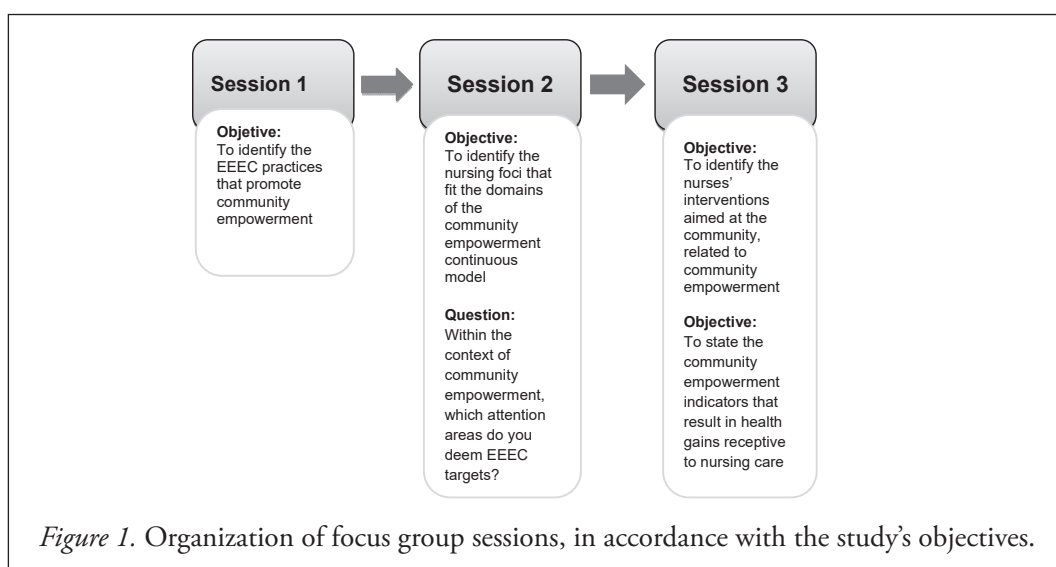 Session 1
Objetive:
To identify the
EEEC practices
that promote
community
empowerment
Session 2
Objective:
To identify the
nursing foci that
fit the domains
of the
community
empowerment
continuous
model
Question:
Within the
context of
community
empowerment,
which attention
areas do you
deem EEEC
targets?
Session 3
Objective:
To identify the
nurses'
interventions
aimed at the
community,
related to
community
empowerment
Objective:
To state the
community
empowerment
indicators that
result in health
gains receptive
to nursing care
Figure 1. Organization of focus group sessions, in accordance with the study's objectives.